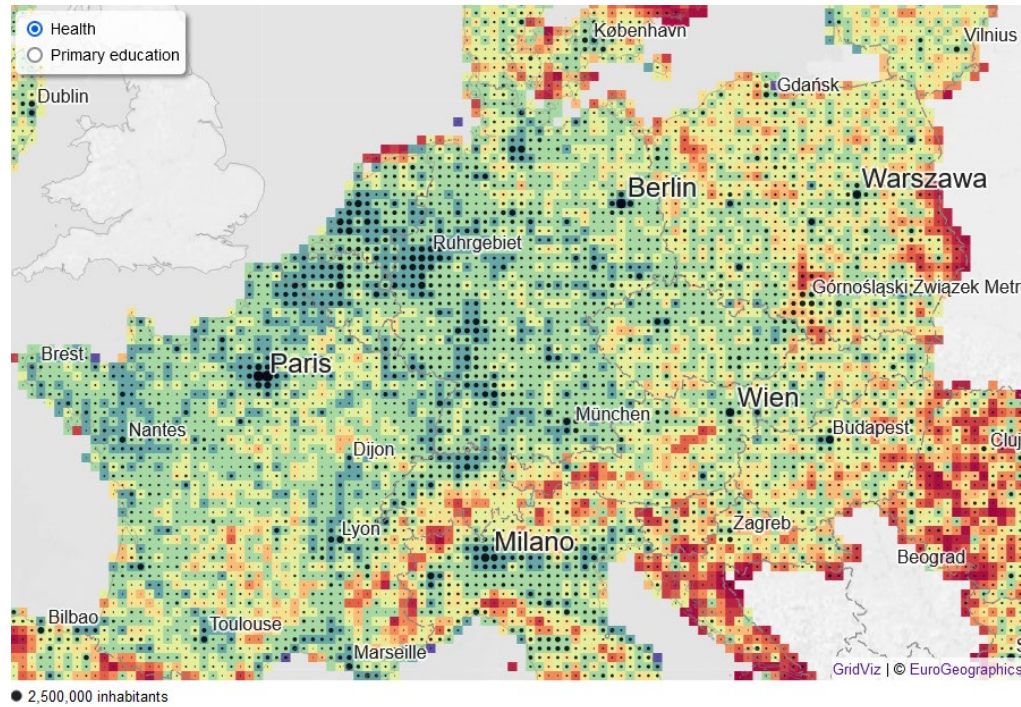 Health
Primary education
København
Vilnius
Dublin
Gdańsk
Berlin
Warszawa
Ruhrgebiet
Górnośląski Związek Metr
Brest
Paris
Wien
München
Budapest
Nantes
Dijon
Cluj
Lyon
Milano
Zagreb
Beograd
Bilbao
Toulouse
Marseille
S
GridViz | © EuroGeographics
2,500,000 inhabitants